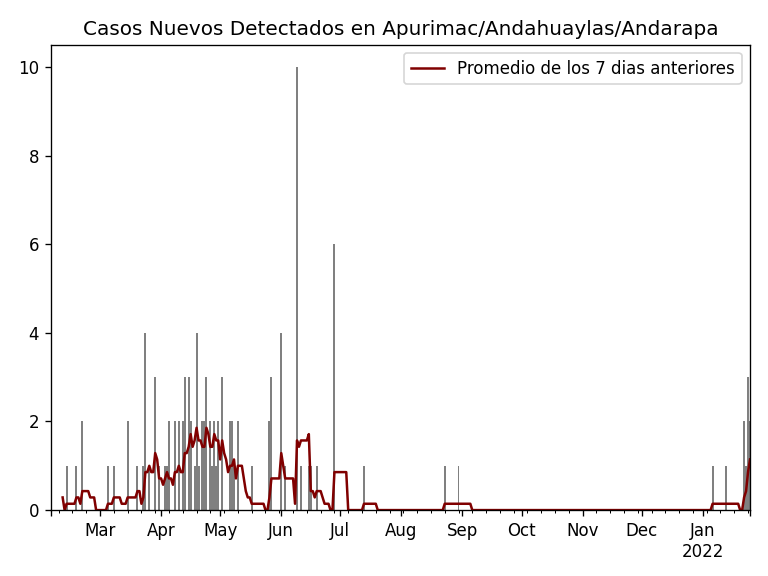 Casos Nuevos Detectados en Apurimac/Andahuaylas/Andarapa
Promedio de los 7 dias anteriores
10
8
6
4
2
0
Mar Apr May Jun Jul Aug Sep Oct Nov Dec Jan
2022